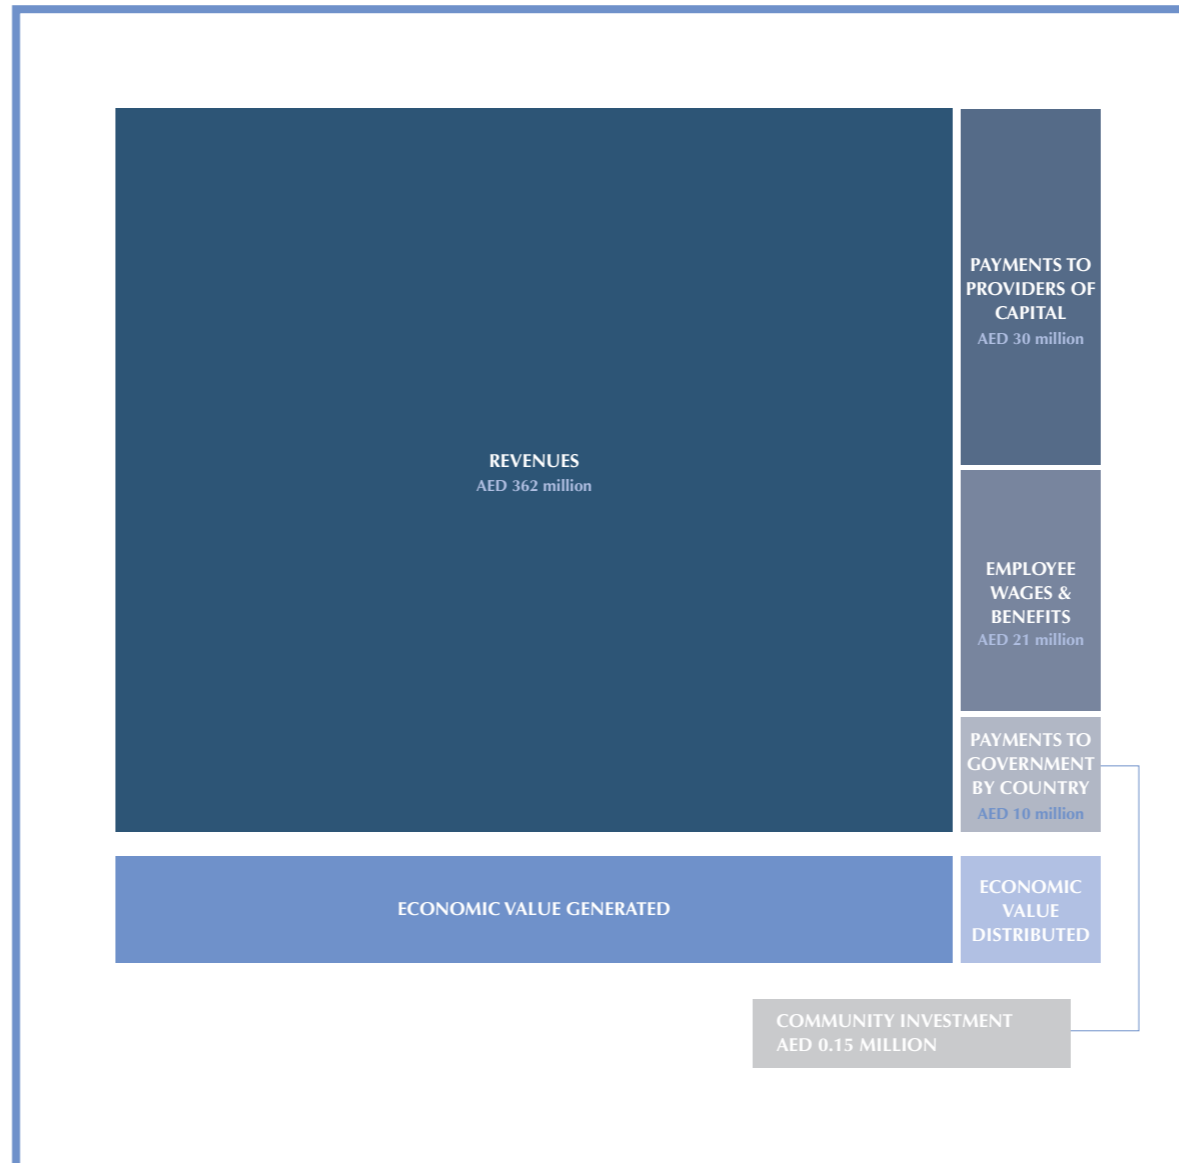 PAYMENTS TO
PROVIDERS OF
CAPITAL
AED 30 million
REVENUES
AED 362 million
EMPLOYEE
WAGES &
BENEFITS
AED 21 million
PAYMENTS TO
GOVERNMENT
BY COUNTRY
AED 10 million
ECONOMIC VALUE GENERATED
ECONOMIC
VALUE
DISTRIBUTED
COMMUNITY INVESTMENT
AED 0.15 MILLION